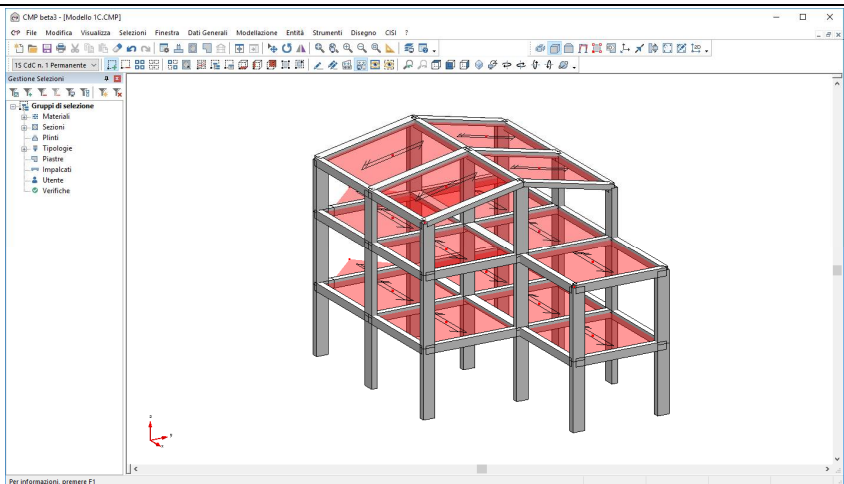 CMP beta3 - [Modello 1C.CMP]
File Modifica Visualizza Selezioni Finestra Dati Generali Modellazione Entità Strumenti Disegno CISI ?
1S CdC n. 1 Permanente
Gestione Selezioni
Gruppi di selezione
Materiali
Sezioni
Plinti
Tipologie
Piastre
Impalcati
Utente
Verifiche
z
y
x
Per informazioni, premere F1